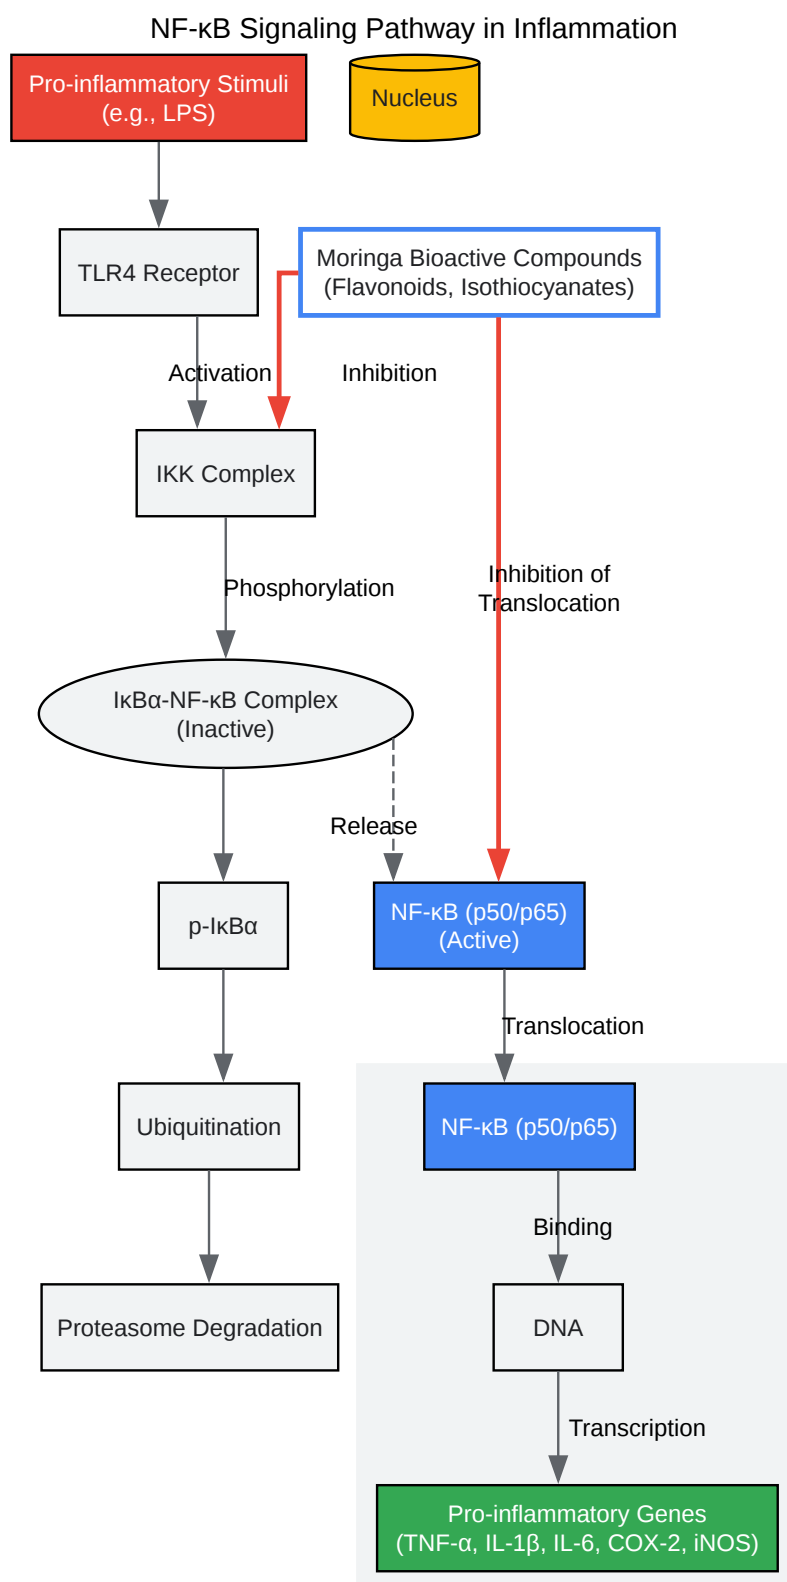 NF-κB Signaling Pathway in Inflammation
Pro-inflammatory Stimuli
(e.g., LPS)
Nucleus
TLR4 Receptor
Moringa Bioactive Compounds
(Flavonoids, Isothiocyanates)
Activation
Inhibition
IKK Complex
Phosphorylation
Inhibition of
Translocation
IκBα-NF-κB Complex
(Inactive)
Release
p-IκBα
NF-κB (p50/p65)
(Active)
Translocation
Ubiquitination
NF-κB (p50/p65)
Binding
Proteasome Degradation
DNA
Transcription
Pro-inflammatory Genes
(TNF-α, IL-1β, IL-6, COX-2, iNOS)